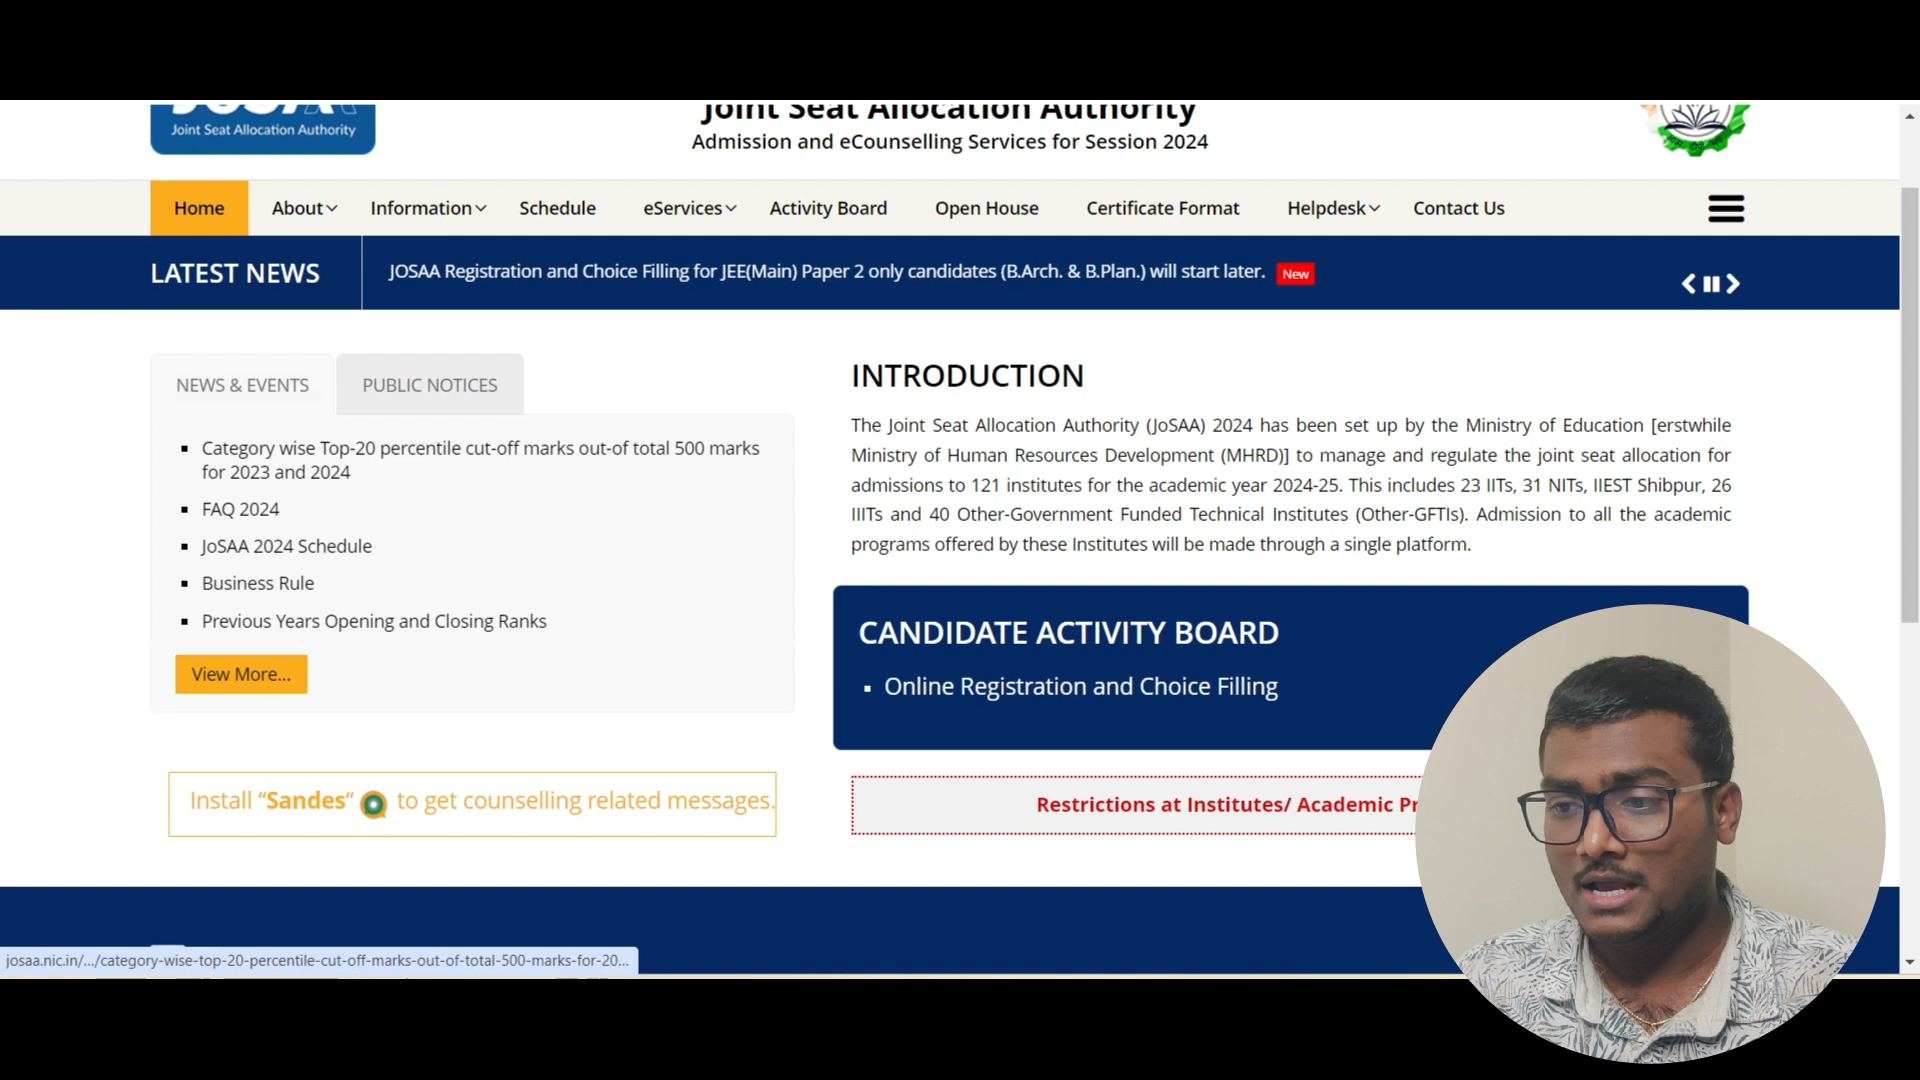 Joint Seat Allocation Authority
Joint Seat Allocation Authority
Admission and eCounselling Services for Session 2024
Home About Information Schedule eServices Activity Board Open House Certificate Format Helpdesk Contact Us
LATEST NEWS
JOSAA Registration and Choice Filling for JEE(Main) Paper 2 only candidates (B.Arch. & B.Plan.) will start later. New
NEWS & EVENTS
PUBLIC NOTICES
Category wise Top-20 percentile cut-off marks out-of total 500 marks
for 2023 and 2024
FAQ 2024
JoSAA 2024 Schedule
Business Rule
Previous Years Opening and Closing Ranks
View More...
INTRODUCTION
The Joint Seat Allocation Authority (JoSAA) 2024 has been set up by the Ministry of Education [erstwhile
Ministry of Human Resources Development (MHRD)] to manage and regulate the joint seat allocation for
admissions to 121 institutes for the academic year 2024-25. This includes 23 IITs, 31 NITs, IIEST Shibpur, 26
IIITs and 40 Other-Government Funded Technical Institutes (Other-GFTIs). Admission to all the academic
programs offered by these Institutes will be made through a single platform.
CANDIDATE ACTIVITY BOARD
Online Registration and Choice Filling
Install “Sandes“ to get counselling related messages.
Restrictions at Institutes/ Academic Pr
josaa.nic.in/.../category-wise-top-20-percentile-cut-off-marks-out-of-total-500-marks-for-20...